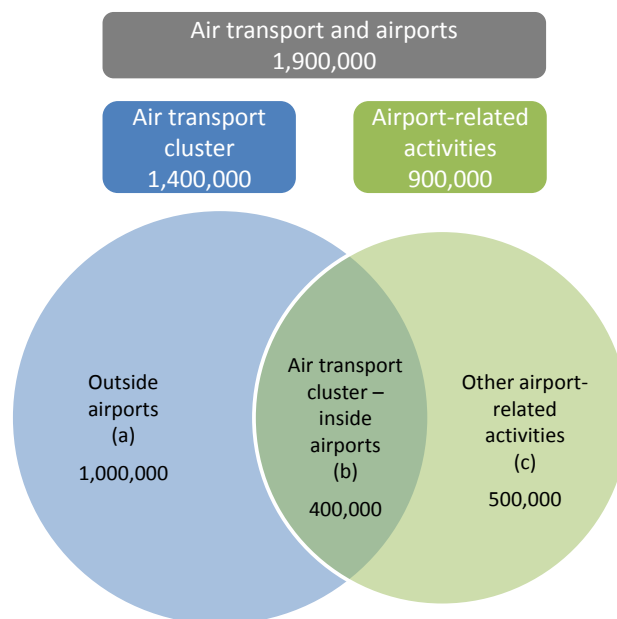 Air transport and airports
1,900,000
Air transport
cluster
1,400,000
Airport-related
activities
900,000
Outside
airports
(a)
1,000,000
Air transport
cluster –
inside
airports
(b)
400,000
Other airport-
related
activities
(c)
500,000